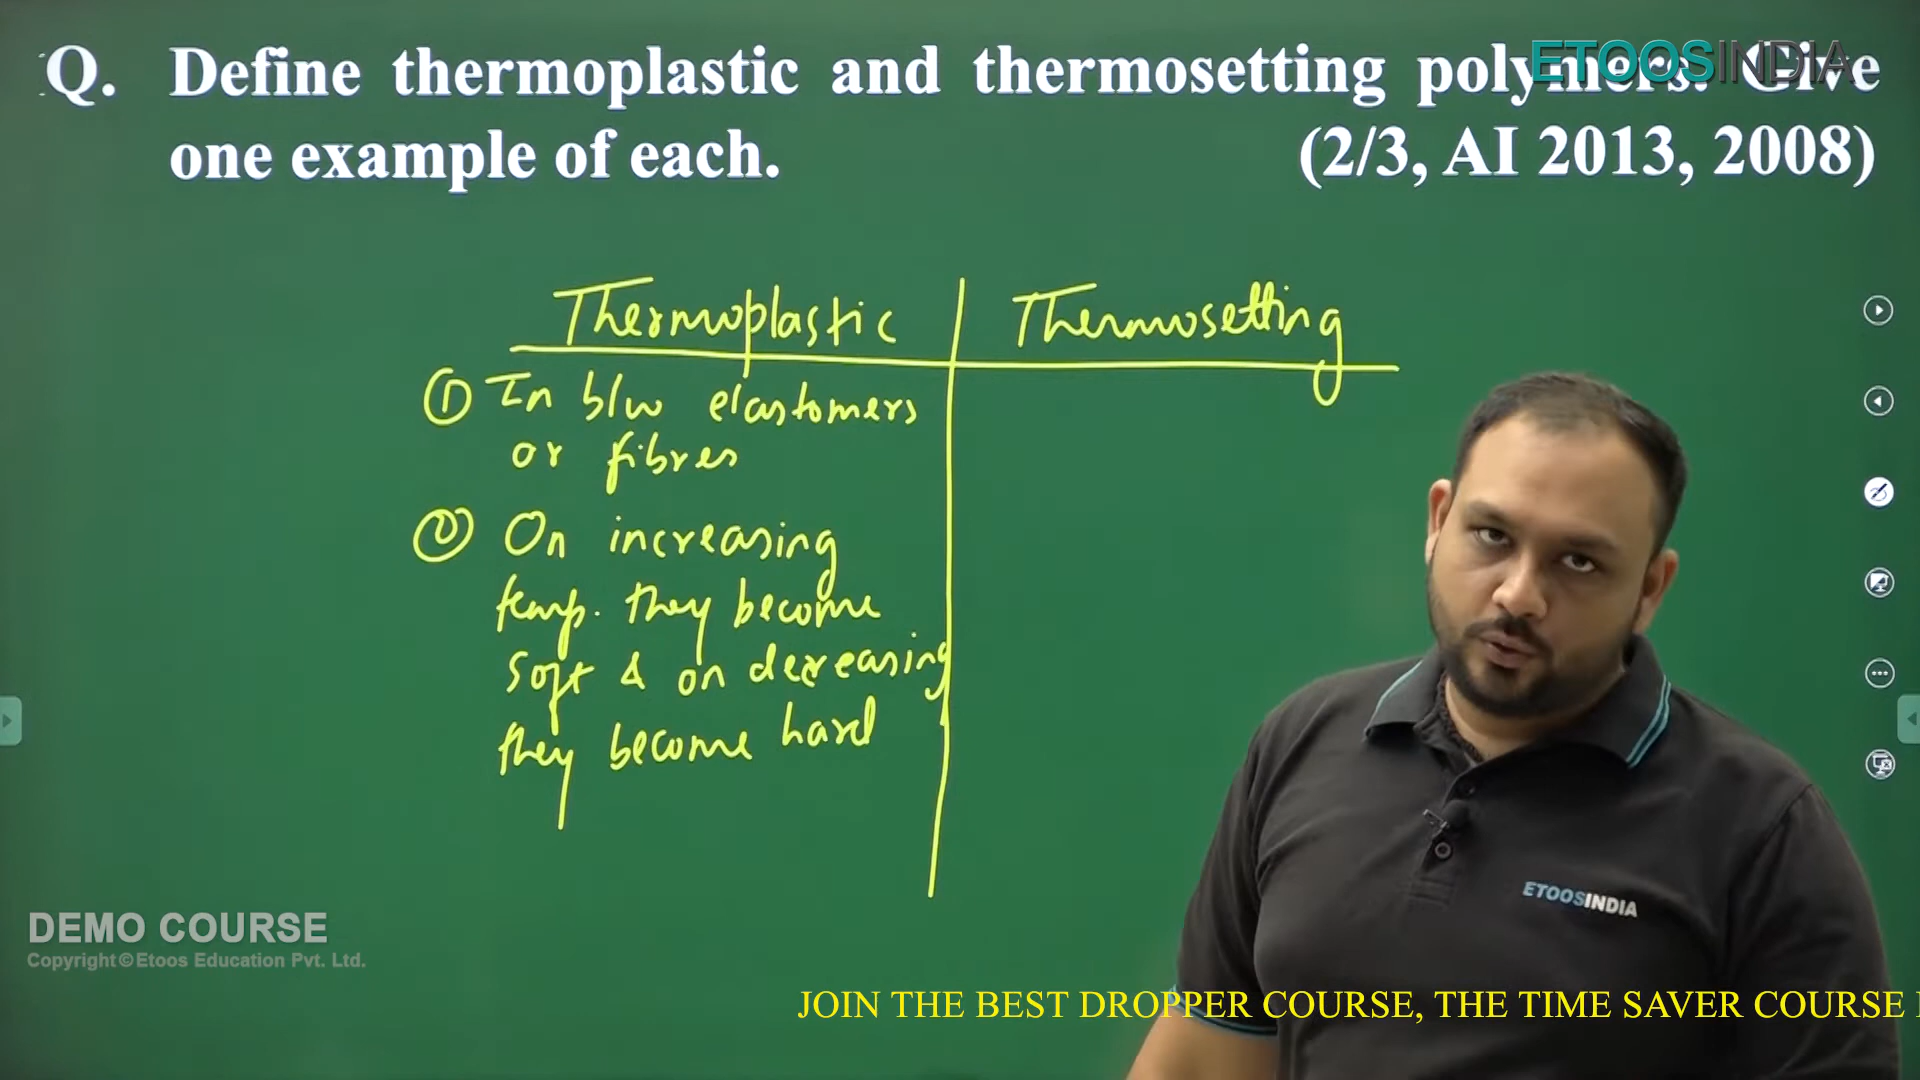 ETOOSINDIA
Q. Define thermoplastic and thermosetting polymers. Give
one example of each. (2/3, AI 2013, 2008)
Thermoplastic Thermosetting
① In b/w elastomers
or fibres
② On increasing
temp. they become
soft & on decreasing
they become hard
ETOOSINDIA
DEMO COURSE
Copyright © Etoos Education Pvt. Ltd.
JOIN THE BEST DROPPER COURSE, THE TIME SAVER COURSE